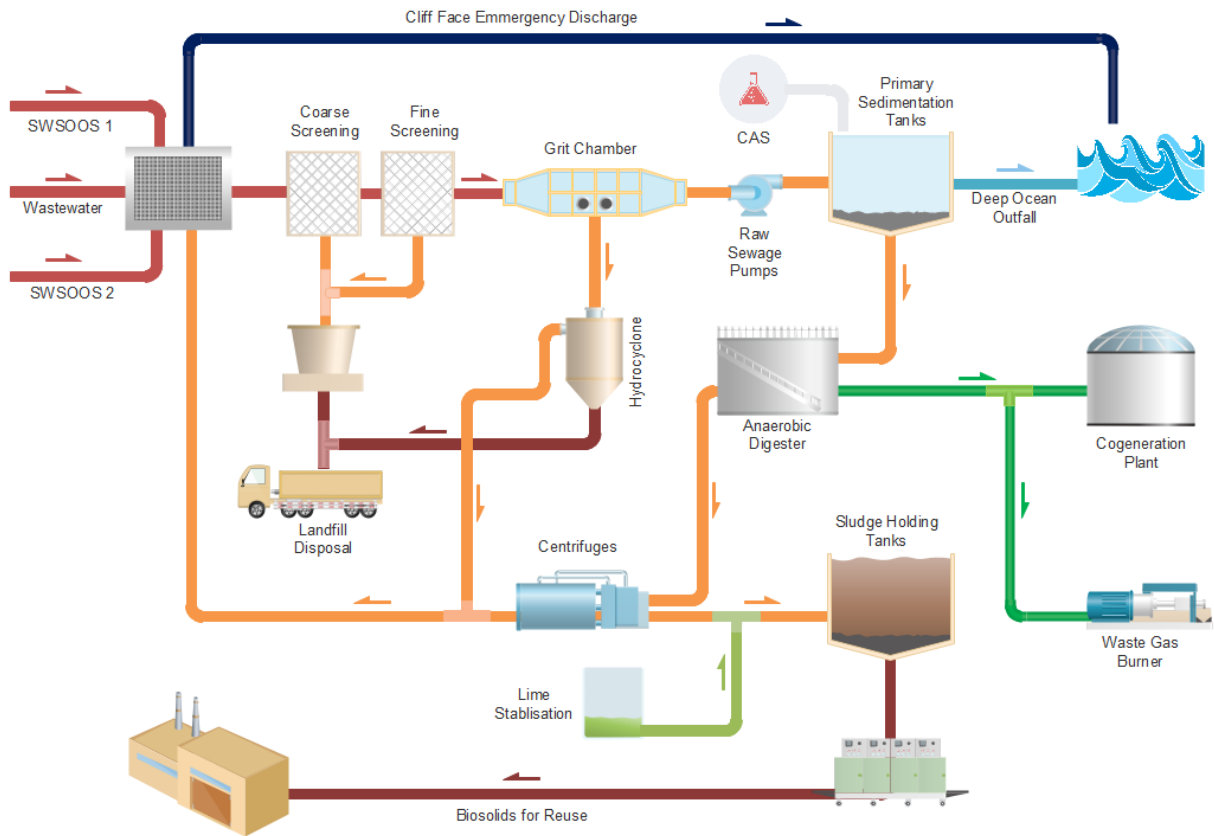 Cliff Face Emmergency Discharge
SWSOOS 1
Wastewater
SWSOOS 2
Coarse
Screening
Fine
Screening
Grit Chamber
CAS
Primary
Sedimentation
Tanks
Raw
Sewage
Pumps
Deep Ocean
Outfall
Hydrocyclone
Anaerobic
Digester
Cogeneration
Plant
Landfill
Disposal
Centrifuges
Sludge Holding
Tanks
Waste Gas
Burner
Lime
Stablisation
Biosolids for Reuse